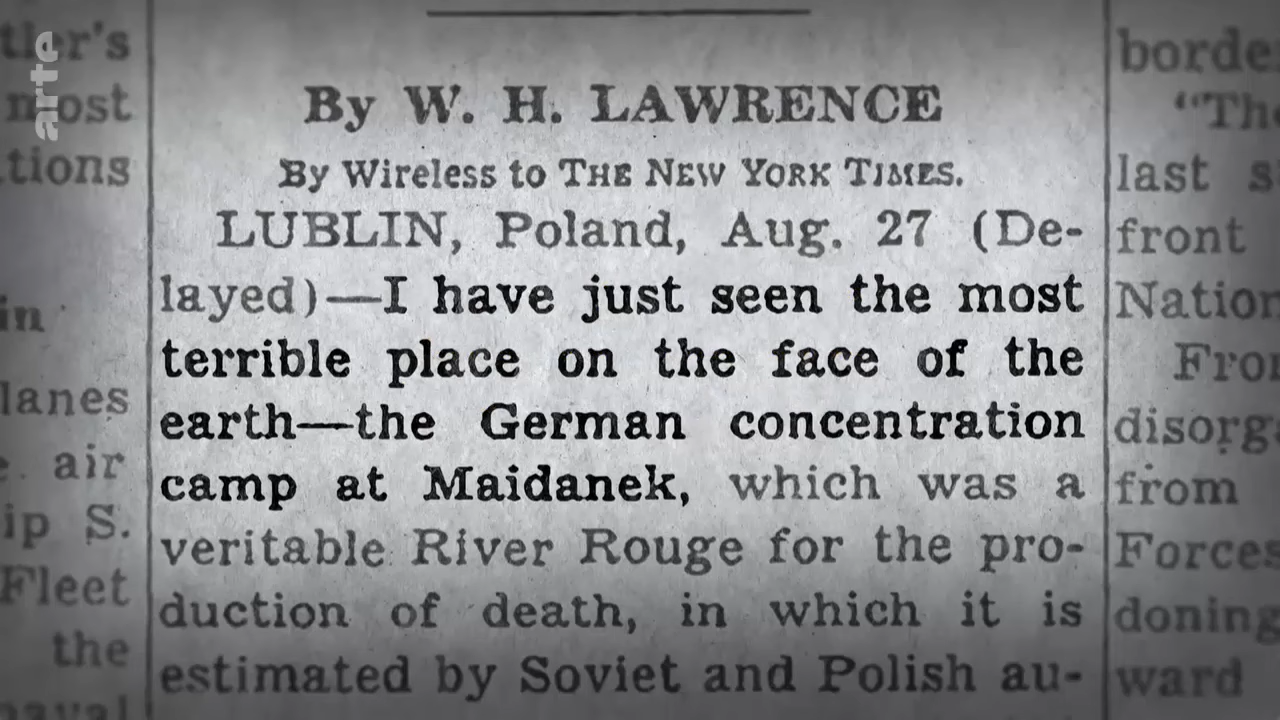 arte
tler's
most
tions
in
lanes
air
ip S.
Fleet
the
naval
By W. H. LAWRENCE
By Wireless to THE NEW YORK TIMES.
LUBLIN, Poland, Aug. 27 (De-
layed)—I have just seen the most
terrible place on the face of the
earth—the German concentration
camp at Maidanek, which was a
veritable River Rouge for the pro-
duction of death, in which it is
estimated by Soviet and Polish au-
borde
"The
last s
front
Nation
Fro
disorg
from
Forces
doning
ward